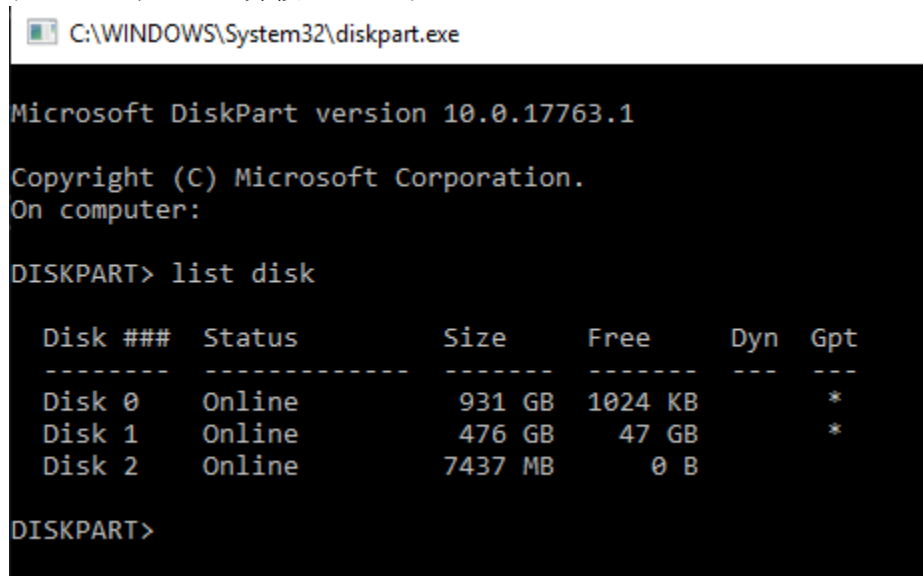 C:\WINDOWS\System32\diskpart.exe
Microsoft DiskPart version 10.0.17763.1
Copyright (C) Microsoft Corporation.
On computer:
DISKPART> list disk
Disk ###  Status         Size     Free     Dyn  Gpt
--------  -------------  -------  -------  ---  ---
Disk 0    Online          931 GB  1024 KB        *
Disk 1    Online          476 GB    47 GB        *
Disk 2    Online         7437 MB      0 B
DISKPART>